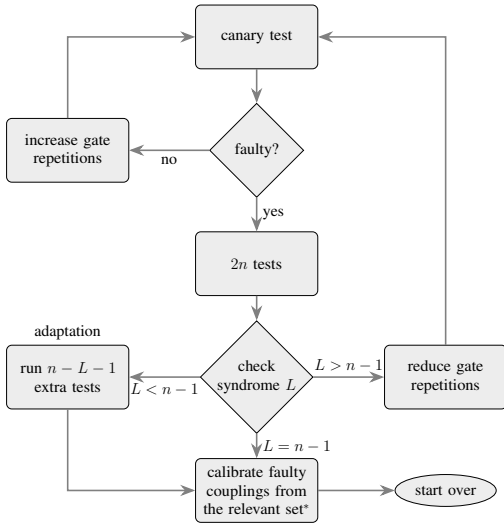 canary test
increase gate
repetitions
no
faulty?
yes
2n tests
adaptation
run n − L − 1
extra tests
L < n − 1
check
syndrome L
L > n − 1
reduce gate
repetitions
L = n − 1
calibrate faulty
couplings from
the relevant set*
start over